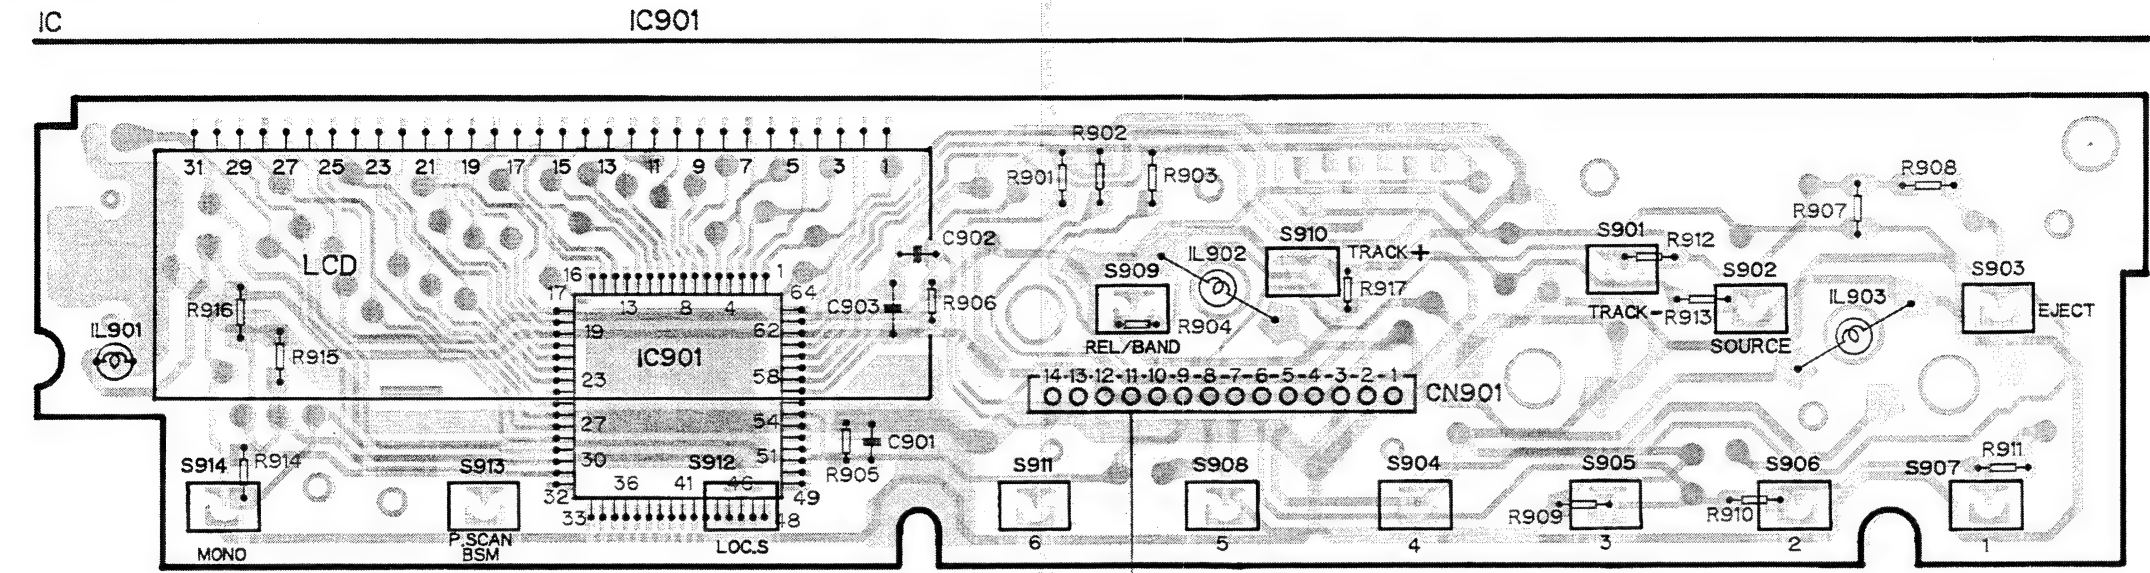 IC IC901
R902
31 29 27 25 23 21 19 17 15 13 11 9 7 5 3 1
R901 R903 R908
R907
C902 S910 TRACK+ S901 R912
LCD IL902
16 1 S909 S902 S903
17 13 8 4 64 R917 IL903
R916 C903 R906 TRACK- R913 EJECT
IL901 19 62 R904
REL/BAND SOURCE
R915 IC901
23 58 14-13-12-11-10-9-8-7-6-5-4-3-2-1
CN901
27 54
C901
30 51 R905 R911
S914 R914 S913 S912 S911 S908 S904 S905 S906 S907
32 36 41 46 49
33 48 R909 R910
MONO P.SCAN LOC.S 6 5 4 3 2 1
BSM